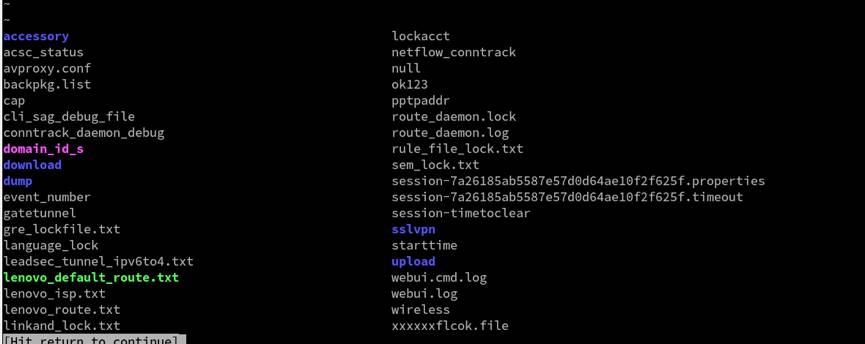 ~
~
accessory lockacct
acsc_status netflow_conntrack
avproxy.conf null
backpkg.list ok123
cap pptpaddr
cli_sag_debug_file route_daemon.lock
conntrack_daemon_debug route_daemon.log
domain_id_s rule_file_lock.txt
download sem_lock.txt
dump session-7a26185ab5587e57d0d64ae10f2f625f.properties
event_number session-7a26185ab5587e57d0d64ae10f2f625f.timeout
gatetunnel session-timetoclear
gre_lockfile.txt sslvpn
language_lock starttime
leadsec_tunnel_ipv6to4.txt upload
lenovo_default_route.txt webui.cmd.log
lenovo_isp.txt webui.log
lenovo_route.txt wireless
linkand_lock.txt xxxxxxflcok.file
[Hit return to continue]